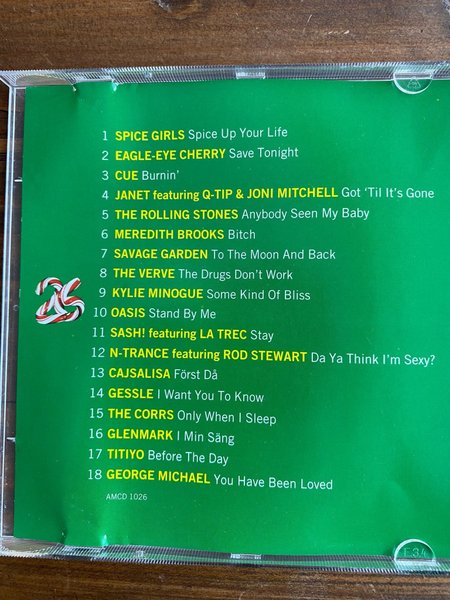 1 SPICE GIRLS Spice Up Your Life
2 EAGLE-EYE CHERRY Save Tonight
3 CUE Burnin'
4 JANET featuring Q-TIP & JONI MITCHELL Got 'Til It's Gone
5 THE ROLLING STONES Anybody Seen My Baby
6 MEREDITH BROOKS Bitch
7 SAVAGE GARDEN To The Moon And Back
8 THE VERVE The Drugs Don't Work
9 KYLIE MINOGUE Some Kind Of Bliss
10 OASIS Stand By Me
11 SASH! featuring LA TREC Stay
12 N-TRANCE featuring ROD STEWART Da Ya Think I'm Sexy?
13 CAJSALISA Först Då
14 GESSLE I Want You To Know
15 THE CORRS Only When I Sleep
16 GLENMARK I Min Säng
17 TITIYO Before The Day
18 GEORGE MICHAEL You Have Been Loved
AMCD 1026
25
E34